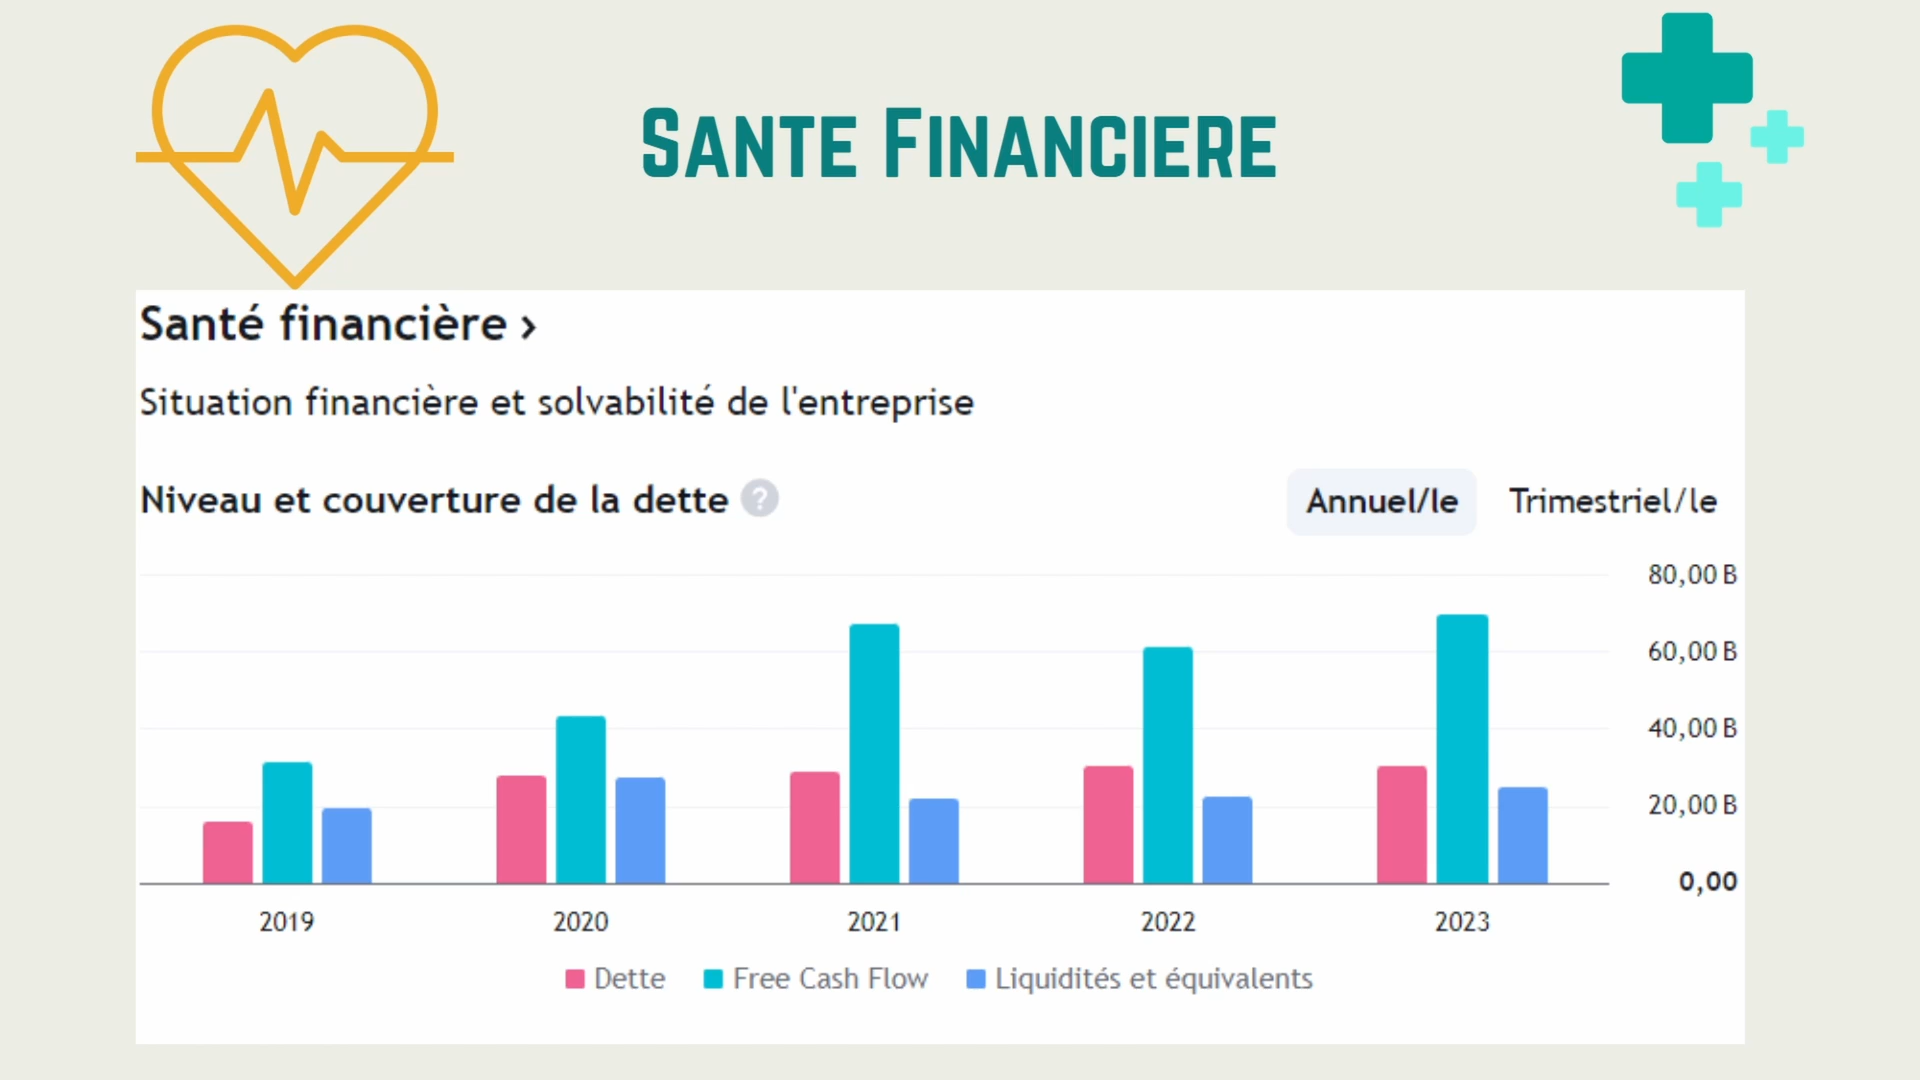 SANTE FINANCIERE
Santé financière ›
Situation financière et solvabilité de l'entreprise
Niveau et couverture de la dette ?
Annuel/le Trimestriel/le
80,00 B
60,00 B
40,00 B
20,00 B
0,00
2019 2020 2021 2022 2023
Dette Free Cash Flow Liquidités et équivalents